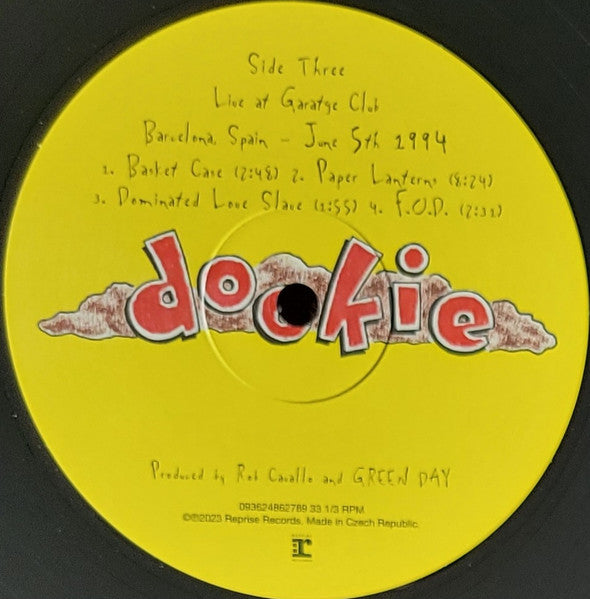 Side Three
Live at Garatge Club
Barcelona, Spain - June 5th 1994
1. Basket Case (2:48) 2. Paper Lanterns (8:24)
3. Dominated Love Slave (1:55) 4. F.O.D. (2:31)
dookie
Produced by Rob Cavallo and GREEN DAY
093624862789 33 1/3 RPM
©℗2023 Reprise Records. Made in Czech Republic.
r